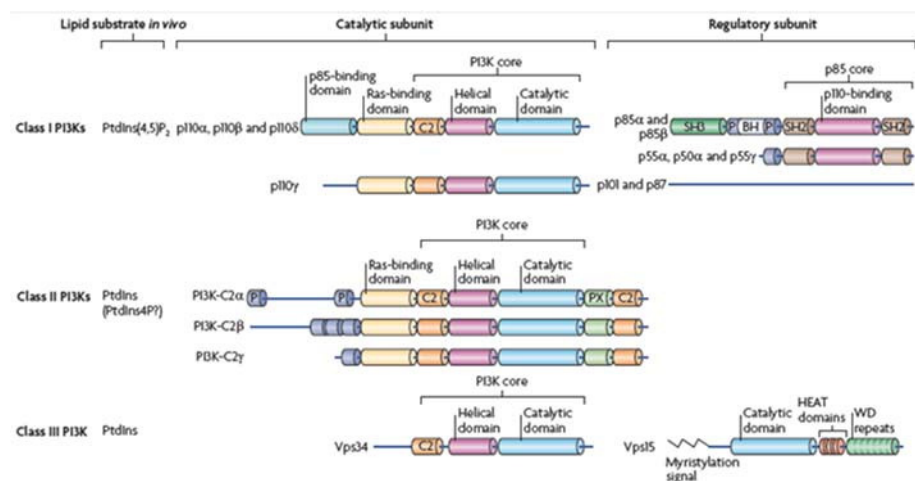 Lipid substrate in vivo Catalytic subunit Regulatory subunit
PI3K core
p85 core
p85-binding domain
Ras-binding domain
Helical domain
Catalytic domain
p110-binding domain
Class I PI3Ks PtdIns(4,5)P₂ p110α, p110β and p110δ C2 p85α and p85β SH3 P BH P SH2 SH2
p55α, p50α and p55γ
p110γ p101 and p87
PI3K core
Ras-binding domain
Helical domain
Catalytic domain
Class II PI3Ks PtdIns (PtdIns4P?) PI3K-C2α P P C2 PX C2
PI3K-C2β
PI3K-C2γ
PI3K core
Helical domain
Catalytic domain
Catalytic domain
HEAT domains
WD repeats
Class III PI3K PtdIns Vps34 C2 Vps15
Myristylation signal